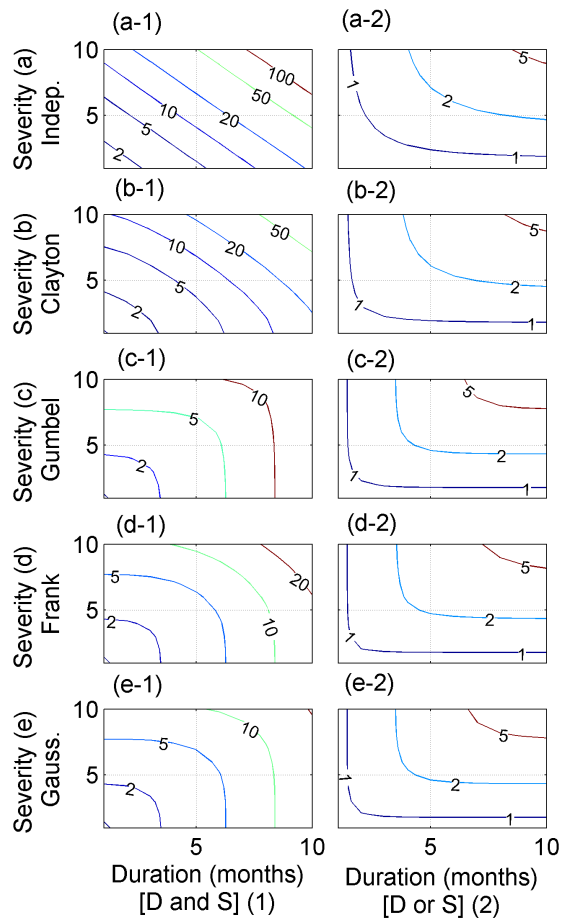 (a-1) (a-2)
Severity (a)
Indep.
10
5
2
5
10
20
50
100
1
2
5
1
(b-1) (b-2)
Severity (b)
Clayton
10
5
2
5
10
20
50
1
2
5
1
(c-1) (c-2)
Severity (c)
Gumbel
10
5
2
5
10
1
2
5
1
(d-1) (d-2)
Severity (d)
Frank
10
5
2
5
10
20
1
2
5
1
(e-1) (e-2)
Severity (e)
Gauss.
10
5
2
5
10
1
2
5
1
5 10 5 10
Duration (months) Duration (months)
[D and S] (1) [D or S] (2)